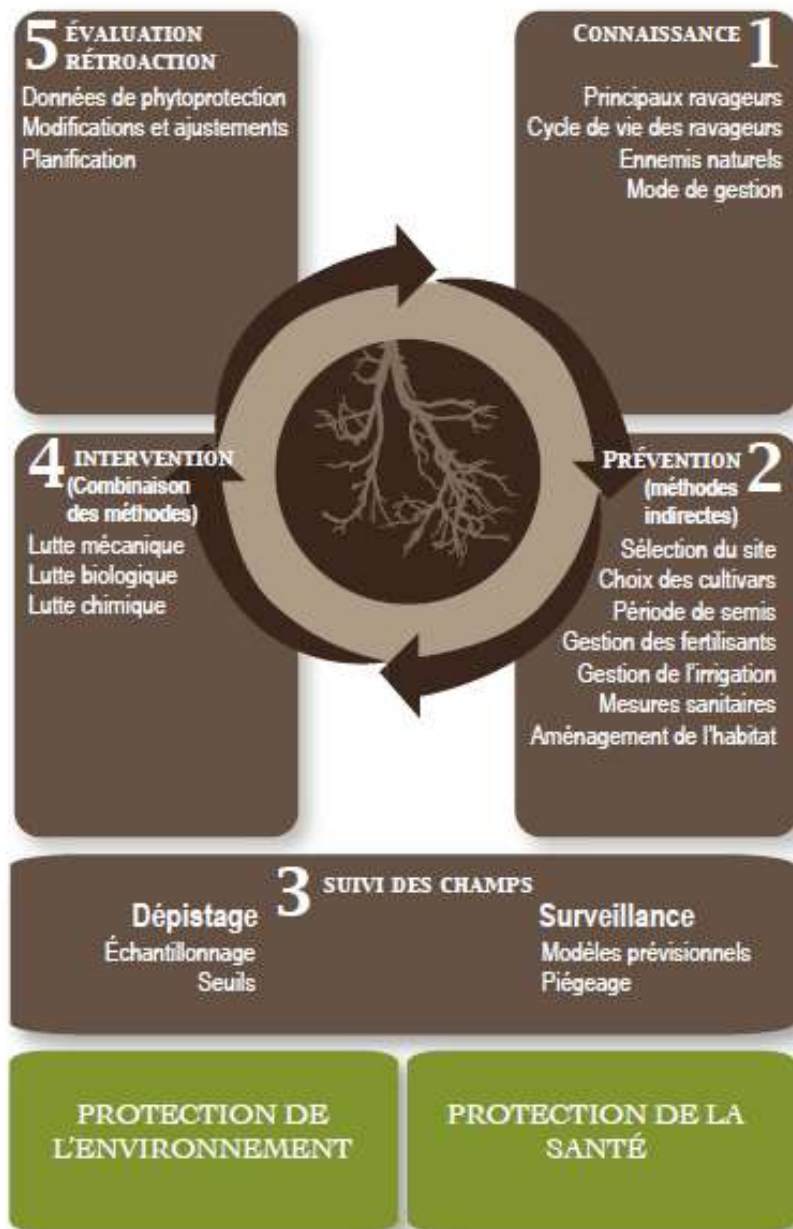 5 ÉVALUATION
RÉTROACTION
Données de phytoprotection
Modifications et ajustements
Planification
CONNAISSANCE 1
Principaux ravageurs
Cycle de vie des ravageurs
Ennemis naturels
Mode de gestion
4 INTERVENTION
(Combinaison
des méthodes)
Lutte mécanique
Lutte biologique
Lutte chimique
PRÉVENTION 2
(méthodes
indirectes)
Sélection du site
Choix des cultivars
Période de semis
Gestion des fertilisants
Gestion de l'irrigation
Mesures sanitaires
Aménagement de l'habitat
3 SUIVI DES CHAMPS
Dépistage
Échantillonnage
Seuils
Surveillance
Modèles prévisionnels
Piégeage
PROTECTION DE
L'ENVIRONNEMENT
PROTECTION DE LA
SANTÉ